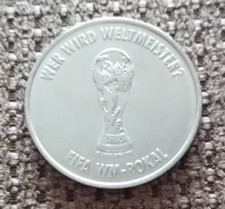 WER WIRD WELTMEISTER?
FIFA WM-POKAL